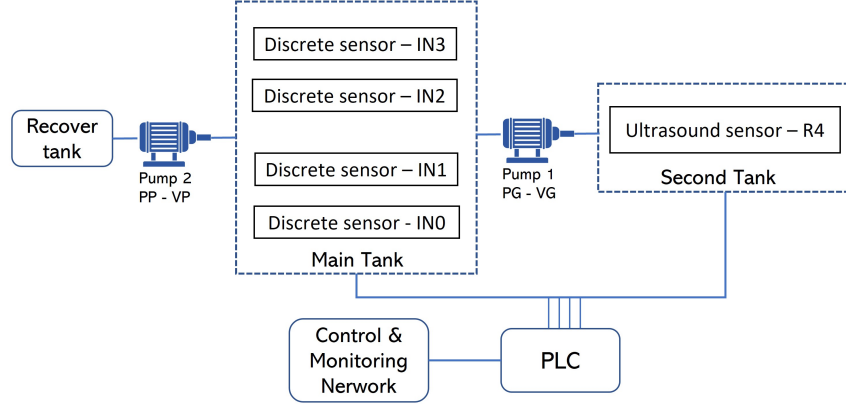 Discrete sensor – IN3
Discrete sensor – IN2
Discrete sensor – IN1
Discrete sensor - IN0
Main Tank
Recover
tank
Pump 2
PP - VP
Pump 1
PG - VG
Ultrasound sensor – R4
Second Tank
Control &
Monitoring
Nerwork
PLC